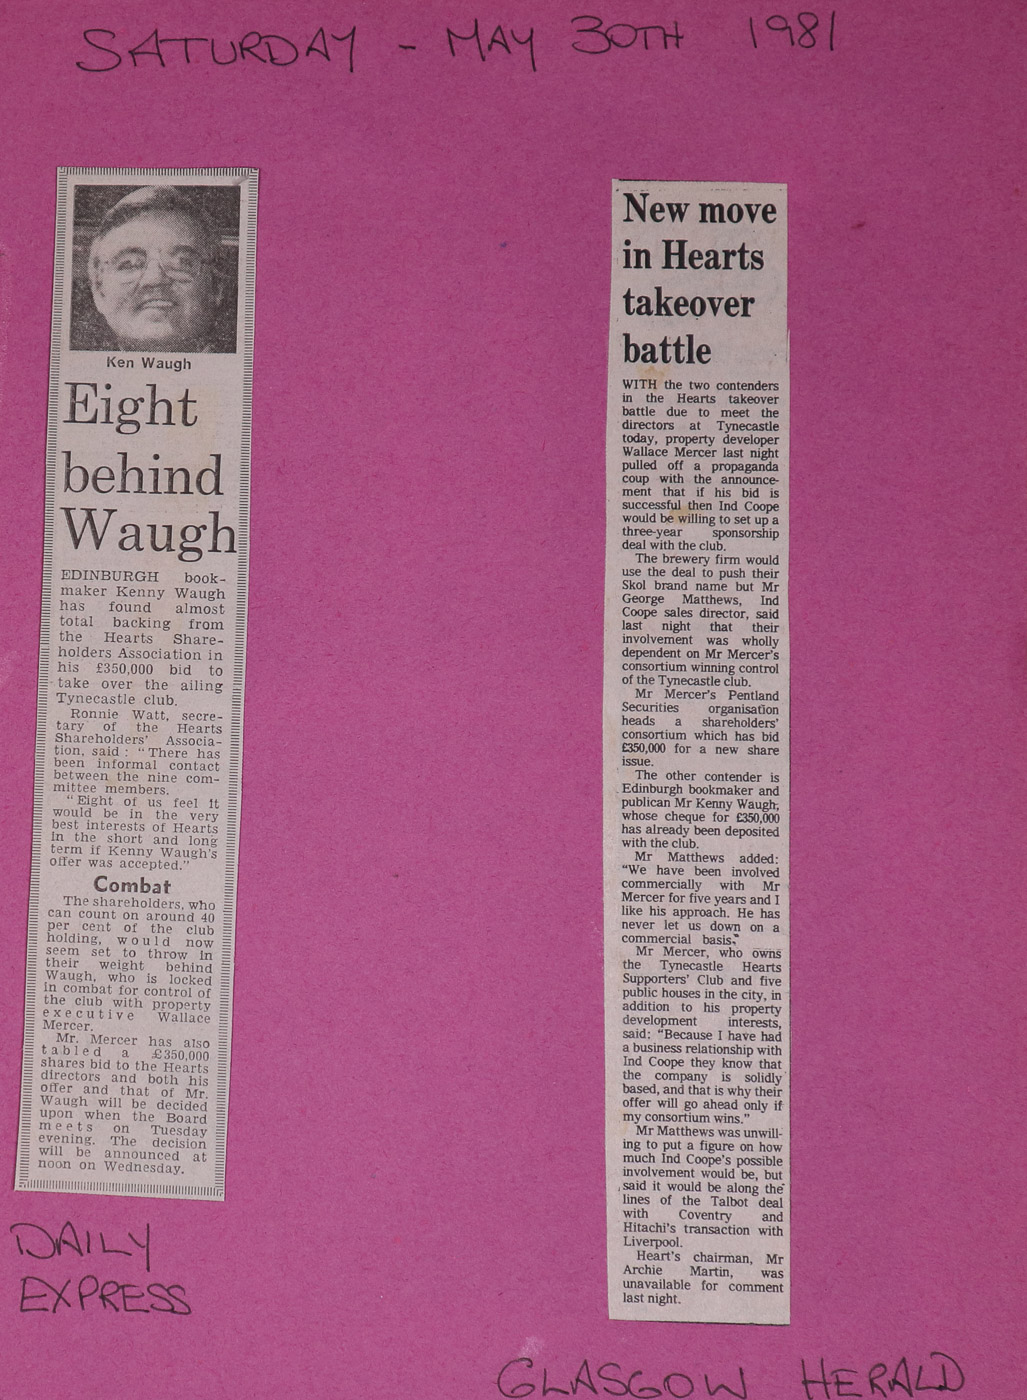 SATURDAY - MAY 30TH 1981
Ken Waugh
Eight
behind
Waugh
EDINBURGH book-
maker Kenny Waugh
has found almost
total backing from
the Hearts Share-
holders Association in
his £350,000 bid to
take over the ailing
Tynecastle club.
Ronnie Watt, secre-
tary of the Hearts
Shareholders' Associa-
tion, said : "There has
been informal contact
between the nine com-
mittee members.
"Eight of us feel it
would be in the very
best interests of Hearts
in the short and long
term if Kenny Waugh's
offer was accepted."
Combat
The shareholders, who
can count on around 40
per cent of the club
holding, would now
seem set to throw in
their weight behind
Waugh, who is locked
in combat for control of
the club with property
executive Wallace
Mercer.
Mr. Mercer has also
tabled a £350,000
shares bid to the Hearts
directors and both his
offer and that of Mr.
Waugh will be decided
upon when the Board
meets on Tuesday
evening. The decision
will be announced at
noon on Wednesday.
DAILY
EXPRESS
New move
in Hearts
takeover
battle
WITH the two contenders
in the Hearts takeover
battle due to meet the
directors at Tynecastle
today, property developer
Wallace Mercer last night
pulled off a propaganda
coup with the announce-
ment that if his bid is
successful then Ind Coope
would be willing to set up a
three-year sponsorship
deal with the club.
The brewery firm would
use the deal to push their
Skol brand name but Mr
George Matthews, Ind
Coope sales director, said
last night that their
involvement was wholly
dependent on Mr Mercer's
consortium winning control
of the Tynecastle club.
Mr Mercer's Pentland
Securities organisation
heads a shareholders'
consortium which has bid
£350,000 for a new share
issue.
The other contender is
Edinburgh bookmaker and
publican Mr Kenny Waugh,
whose cheque for £350,000
has already been deposited
with the club.
Mr Matthews added:
"We have been involved
commercially with Mr
Mercer for five years and I
like his approach. He has
never let us down on a
commercial basis."
Mr Mercer, who owns
the Tynecastle Hearts
Supporters' Club and five
public houses in the city, in
addition to his property
development interests,
said: "Because I have had
a business relationship with
Ind Coope they know that
the company is solidly
based, and that is why their
offer will go ahead only if
my consortium wins."
Mr Matthews was unwill-
ing to put a figure on how
much Ind Coope's possible
involvement would be, but
said it would be along the
lines of the Talbot deal
with Coventry and
Hitachi's transaction with
Liverpool.
Heart's chairman, Mr
Archie Martin, was
unavailable for comment
last night.
GLASGOW HERALD